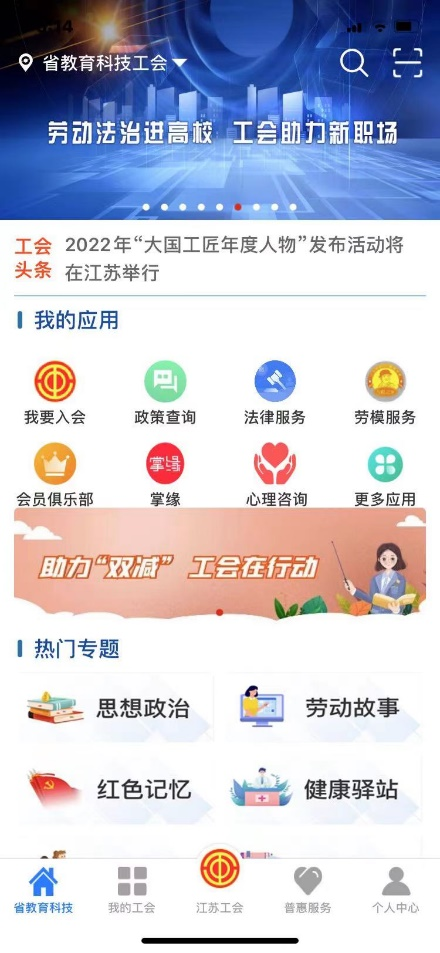 省教育科技工会
劳动法治进高校 工会助力新职场
工会
头条
2022年“大国工匠年度人物”发布活动将
在江苏举行
我的应用
我要入会 政策查询 法律服务 劳模服务
掌缘
会员俱乐部 掌缘 心理咨询 更多应用
助力“双减” 工会在行动
热门专题
思想政治 劳动故事
红色记忆 健康驿站
省教育科技 我的工会 江苏工会 普惠服务 个人中心